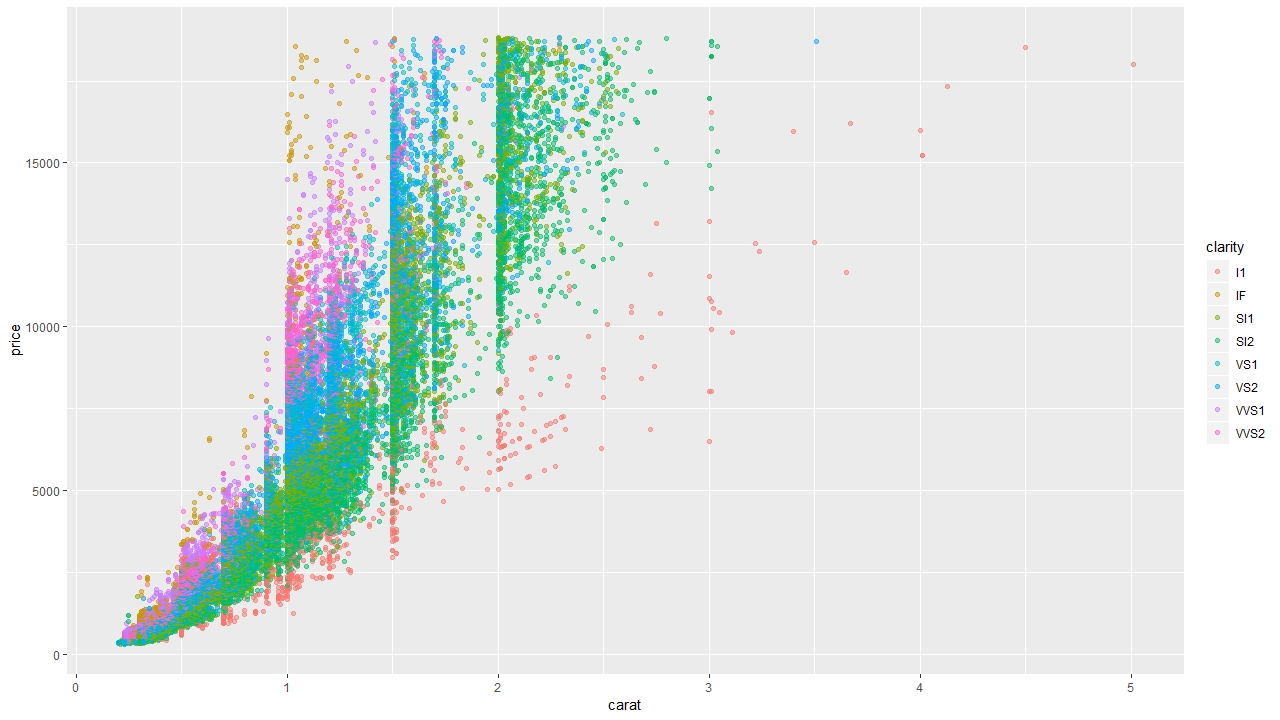 15000
10000
5000
0
price
0 1 2 3 4 5
carat
clarity
I1
IF
SI1
SI2
VS1
VS2
VVS1
VVS2